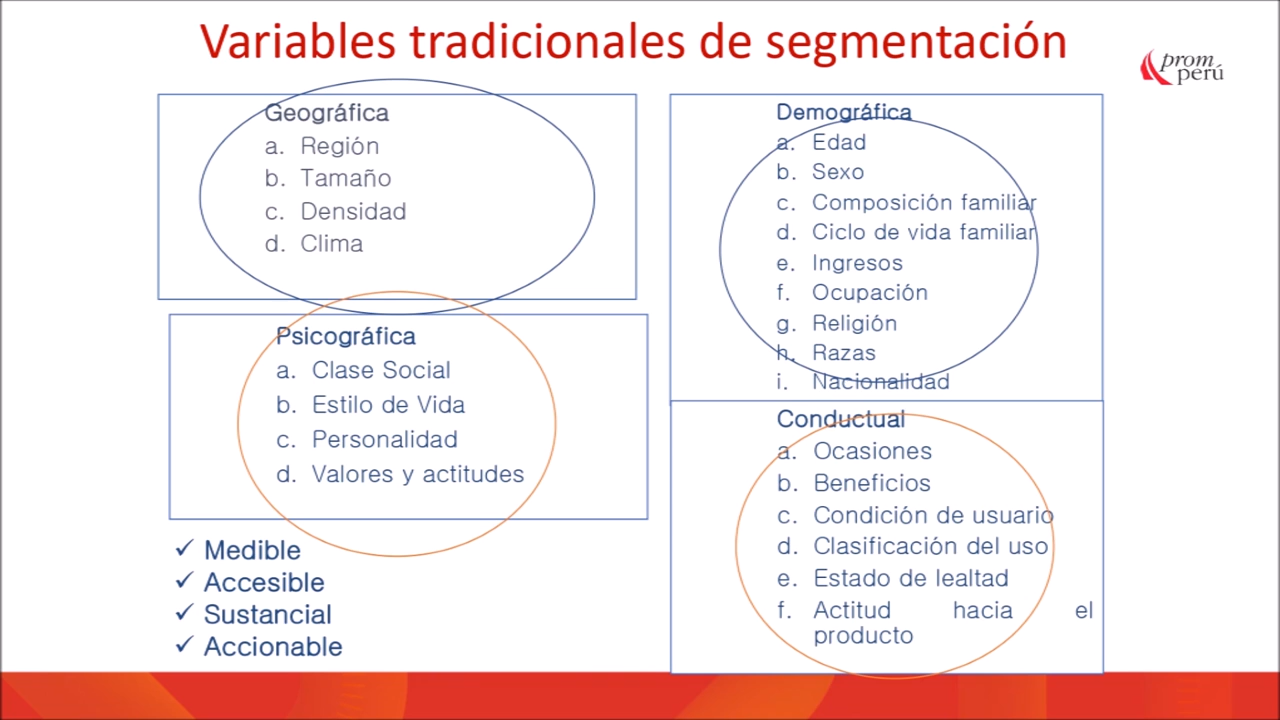 Variables tradicionales de segmentación
prom
perú
Geográfica
a. Región
b. Tamaño
c. Densidad
d. Clima
Psicográfica
a. Clase Social
b. Estilo de Vida
c. Personalidad
d. Valores y actitudes
✓ Medible
✓ Accesible
✓ Sustancial
✓ Accionable
Demográfica
a. Edad
b. Sexo
c. Composición familiar
d. Ciclo de vida familiar
e. Ingresos
f. Ocupación
g. Religión
h. Razas
i. Nacionalidad
Conductual
a. Ocasiones
b. Beneficios
c. Condición de usuario
d. Clasificación del uso
e. Estado de lealtad
f. Actitud hacia el
producto